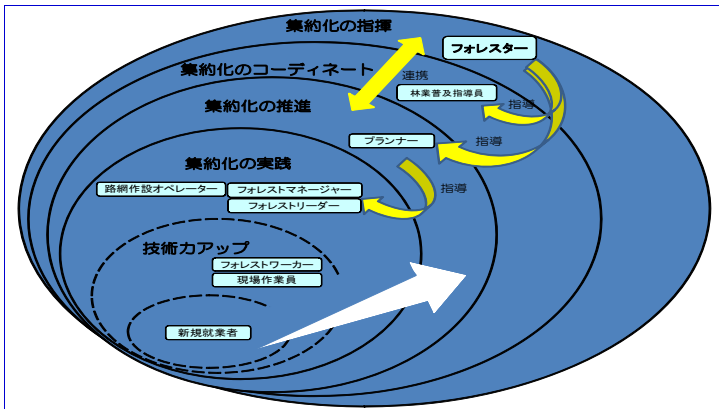 集約化の指揮
フォレスター
集約化のコーディネート
連携
林業普及指導員
指導
集約化の推進
プランナー
指導
集約化の実践
路網作設オペレーター
フォレストマネージャー
指導
フォレストリーダー
技術力アップ
フォレストワーカー
現場作業員
新規就業者